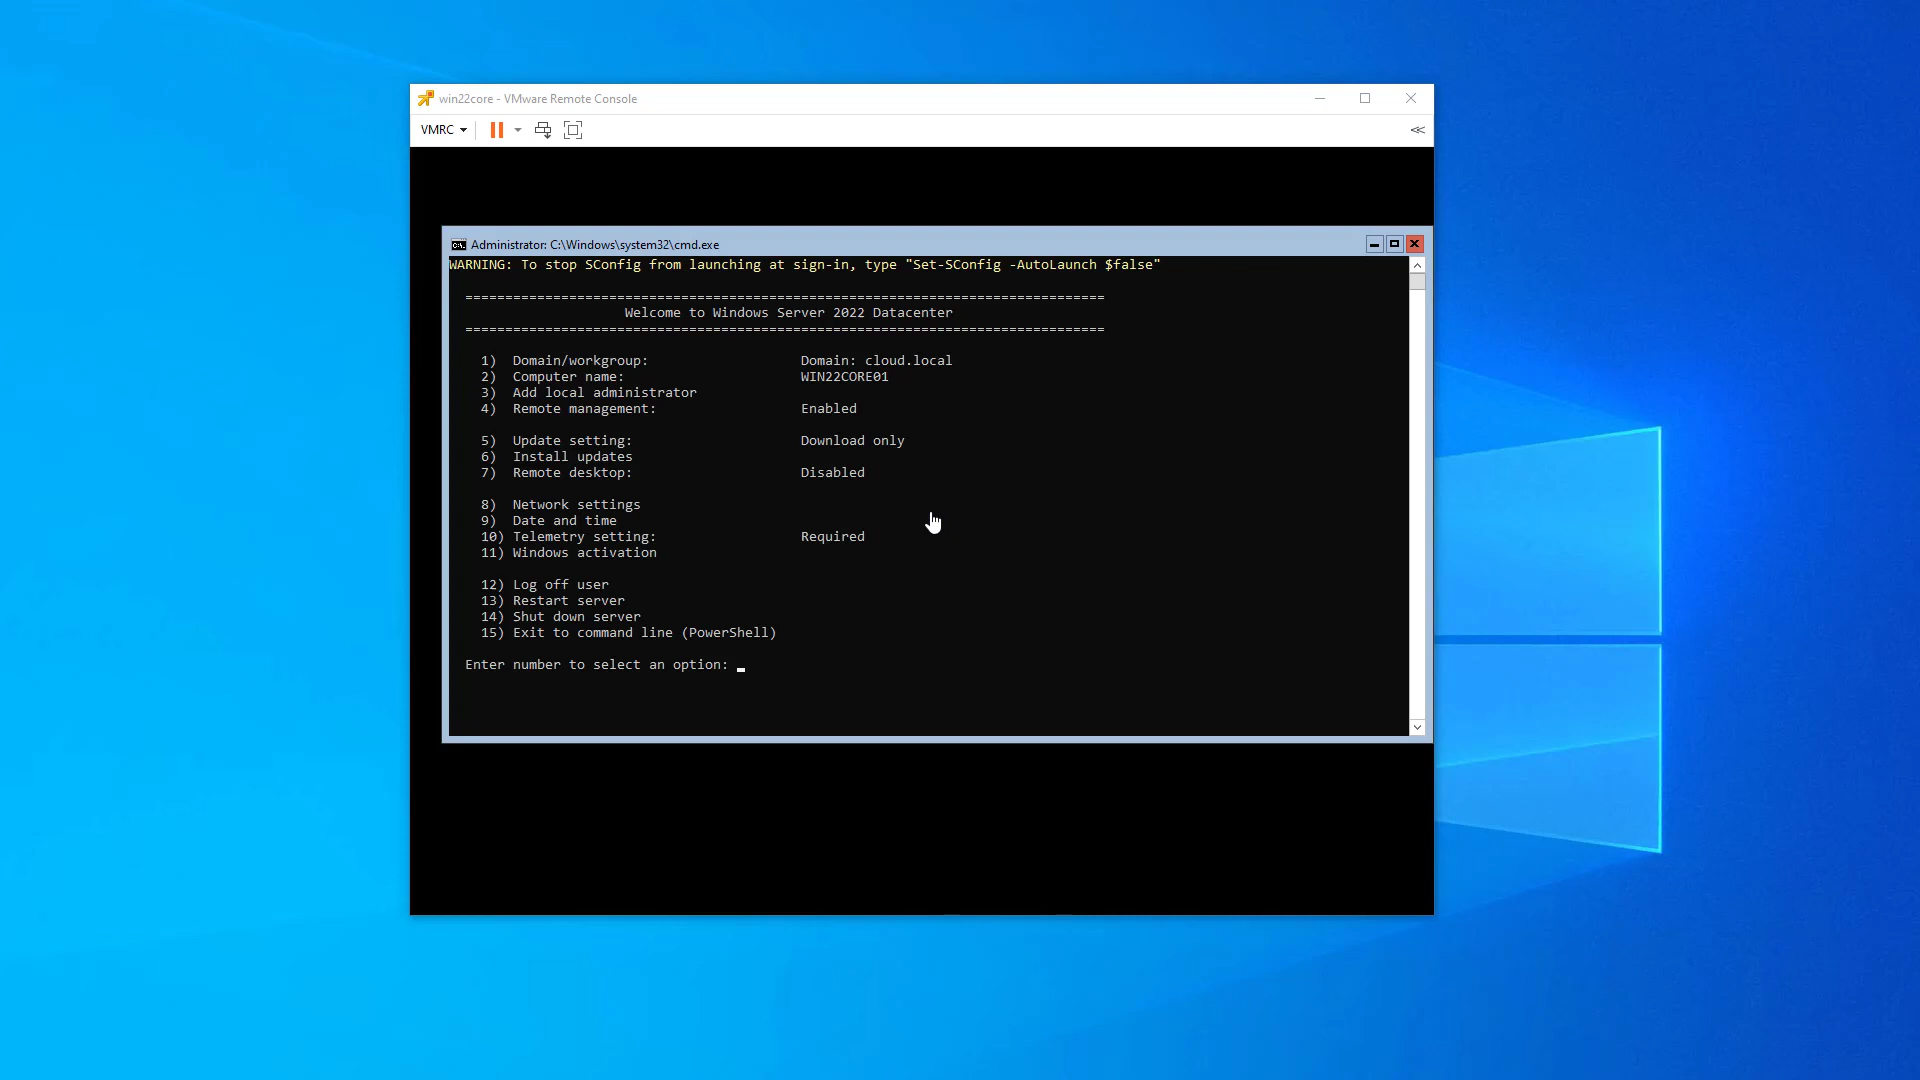 win22core - VMware Remote Console
VMRC
Administrator: C:\Windows\system32\cmd.exe
WARNING: To stop SConfig from launching at sign-in, type "Set-SConfig -AutoLaunch $false"
================================================================================
Welcome to Windows Server 2022 Datacenter
================================================================================
1) Domain/workgroup: Domain: cloud.local
2) Computer name: WIN22CORE01
3) Add local administrator
4) Remote management: Enabled
5) Update setting: Download only
6) Install updates
7) Remote desktop: Disabled
8) Network settings
9) Date and time
10) Telemetry setting: Required
11) Windows activation
12) Log off user
13) Restart server
14) Shut down server
15) Exit to command line (PowerShell)
Enter number to select an option: